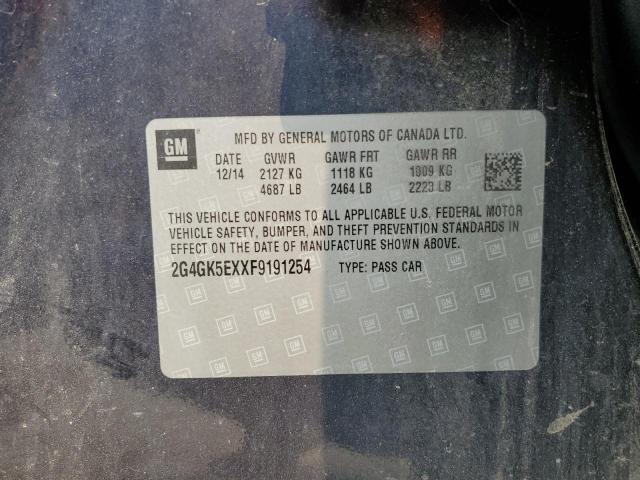 GM
MFD BY GENERAL MOTORS OF CANADA LTD.
DATE GVWR GAWR FRT GAWR RR
12/14 2127 KG 1118 KG 1009 KG
4687 LB 2464 LB 2223 LB
THIS VEHICLE CONFORMS TO ALL APPLICABLE U.S. FEDERAL MOTOR
VEHICLE SAFETY, BUMPER, AND THEFT PREVENTION STANDARDS IN
EFFECT ON THE DATE OF MANUFACTURE SHOWN ABOVE.
2G4GK5EXXF9191254 TYPE: PASS CAR